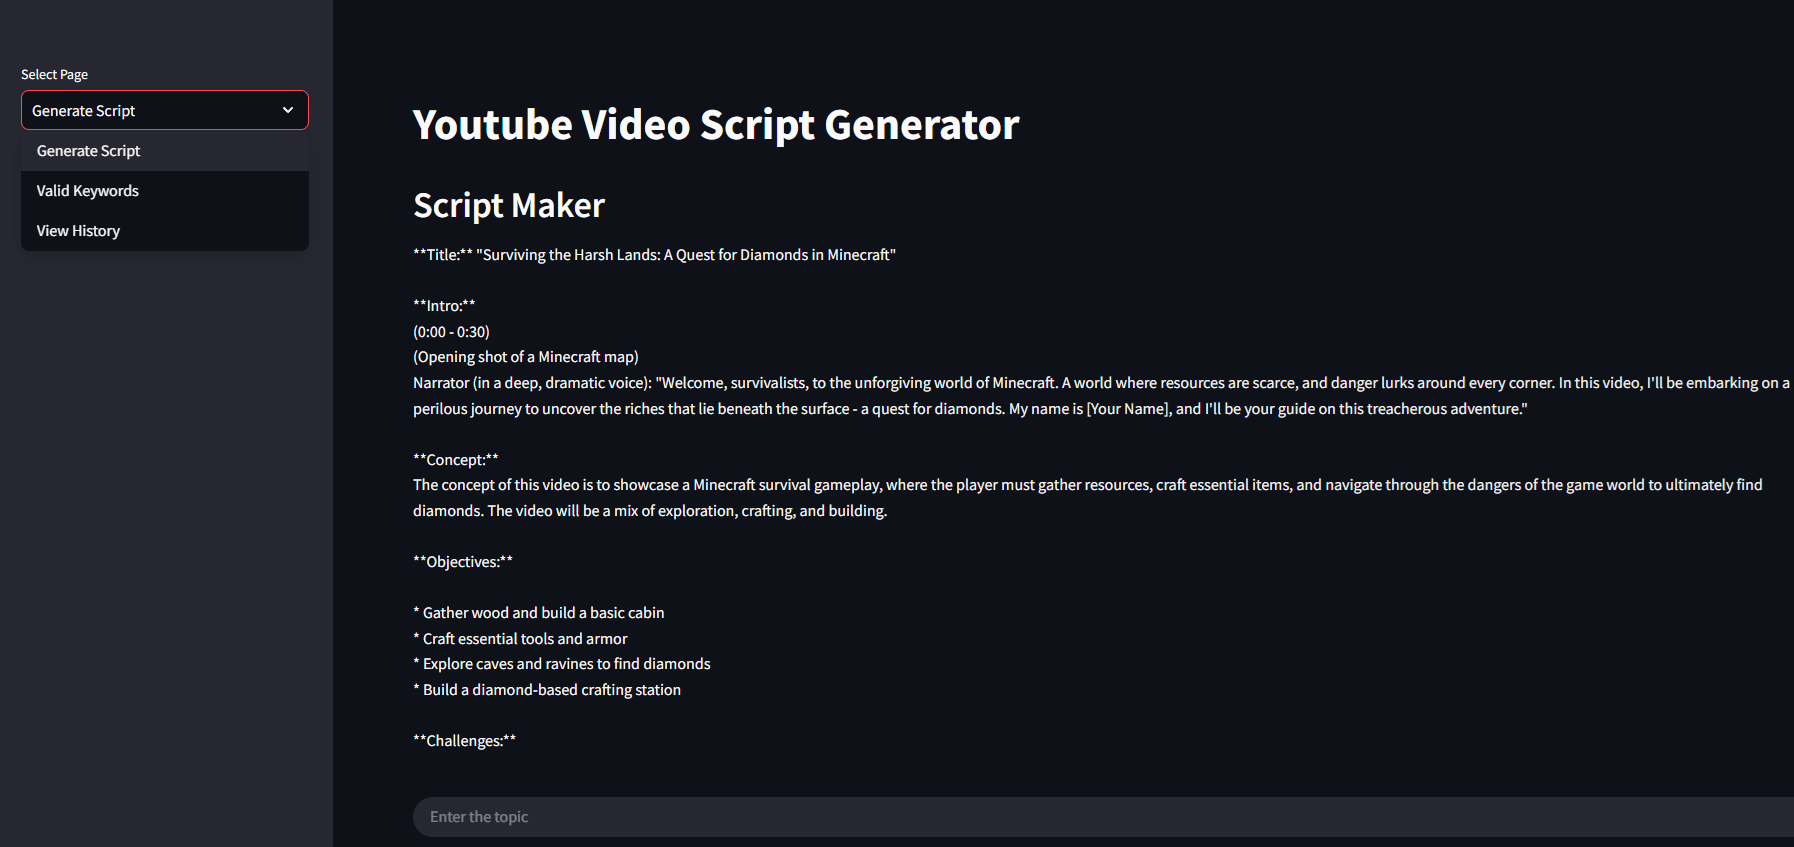 Select Page
Generate Script
Generate Script
Valid Keywords
View History
Youtube Video Script Generator
Script Maker
**Title:** "Surviving the Harsh Lands: A Quest for Diamonds in Minecraft"
**Intro:**
(0:00 - 0:30)
(Opening shot of a Minecraft map)
Narrator (in a deep, dramatic voice): "Welcome, survivalists, to the unforgiving world of Minecraft. A world where resources are scarce, and danger lurks around every corner. In this video, I'll be embarking on a
perilous journey to uncover the riches that lie beneath the surface - a quest for diamonds. My name is [Your Name], and I'll be your guide on this treacherous adventure."
**Concept:**
The concept of this video is to showcase a Minecraft survival gameplay, where the player must gather resources, craft essential items, and navigate through the dangers of the game world to ultimately find
diamonds. The video will be a mix of exploration, crafting, and building.
**Objectives:**
* Gather wood and build a basic cabin
* Craft essential tools and armor
* Explore caves and ravines to find diamonds
* Build a diamond-based crafting station
**Challenges:**
Enter the topic